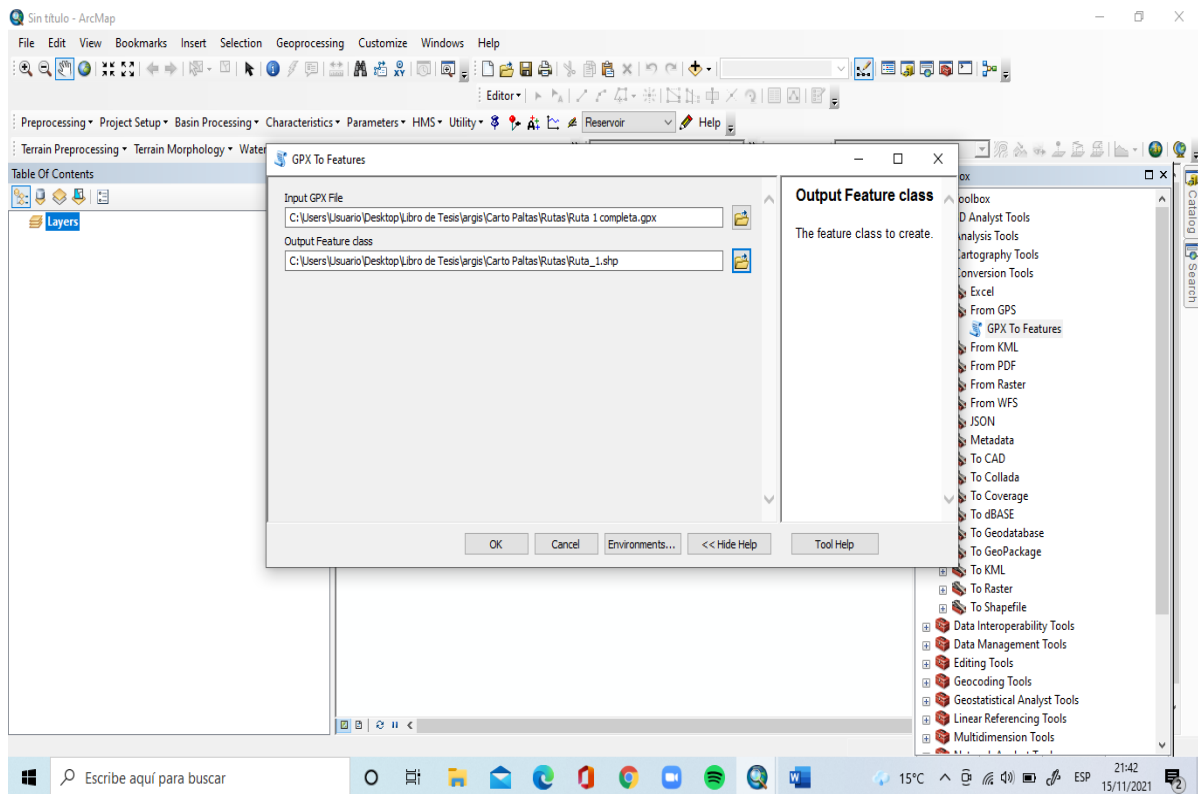 Sin título - ArcMap
File Edit View Bookmarks Insert Selection Geoprocessing Customize Windows Help
Editor
Preprocessing Project Setup Basin Processing Characteristics Parameters HMS Utility Reservoir Help
Terrain Preprocessing Terrain Morphology Water
Table Of Contents
Layers
GPX To Features
Input GPX File
C:\Users\Usuario\Desktop\Libro de Tesis\argis\Carto Paltas\Rutas\Ruta 1 completa.gpx
Output Feature class
C:\Users\Usuario\Desktop\Libro de Tesis\argis\Carto Paltas\Rutas\Ruta_1.shp
OK Cancel Environments... << Hide Help Tool Help
Output Feature class
The feature class to create.
ox
oolbox
D Analyst Tools
nalysis Tools
artography Tools
onversion Tools
Excel
From GPS
GPX To Features
From KML
From PDF
From Raster
From WFS
JSON
Metadata
To CAD
To Collada
To Coverage
To dBASE
To Geodatabase
To GeoPackage
To KML
To Raster
To Shapefile
Data Interoperability Tools
Data Management Tools
Editing Tools
Geocoding Tools
Geostatistical Analyst Tools
Linear Referencing Tools
Multidimension Tools
Catalog
Search
Escribe aquí para buscar
15°C
ESP
21:42
15/11/2021
2